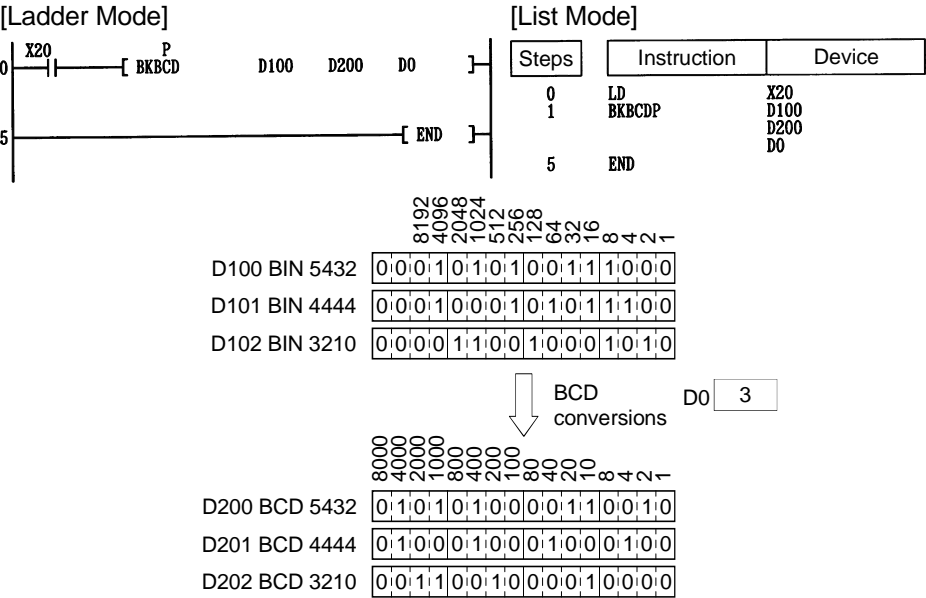 [Ladder Mode] [List Mode]
0 X20 P BKBCD D100 D200 D0
5 END
Steps Instruction Device
0 LD X20
1 BKBCDP D100
D200
D0
5 END
8192 4096 2048 1024 512 256 128 64 32 16 8 4 2 1
D100 BIN 5432 0 0 0 1 0 1 0 1 0 0 1 1 1 0 0 0
D101 BIN 4444 0 0 0 1 0 0 0 1 0 1 0 1 1 1 0 0
D102 BIN 3210 0 0 0 0 1 1 0 0 1 0 0 0 1 0 1 0
BCD
conversions
D0 3
8000 4000 2000 1000 800 400 200 100 80 40 20 10 8 4 2 1
D200 BCD 5432 0 1 0 1 0 1 0 0 0 0 1 1 0 0 1 0
D201 BCD 4444 0 1 0 0 0 1 0 0 0 1 0 0 0 1 0 0
D202 BCD 3210 0 0 1 1 0 0 1 0 0 0 0 1 0 0 0 0